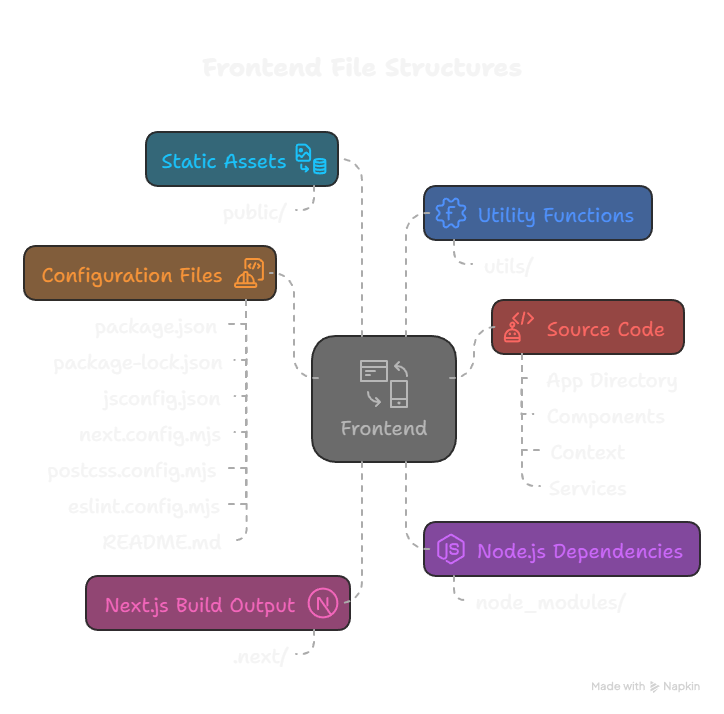 Frontend File Structures
Static Assets
public/
Utility Functions
utils/
Configuration Files
package.json
package-lock.json
jsconfig.json
next.config.mjs
postcss.config.mjs
eslint.config.mjs
README.md
Source Code
App Directory
Components
Context
Services
Frontend
Node.js Dependencies
JS
node_modules/
Next.js Build Output
N
.next/
Made with Napkin